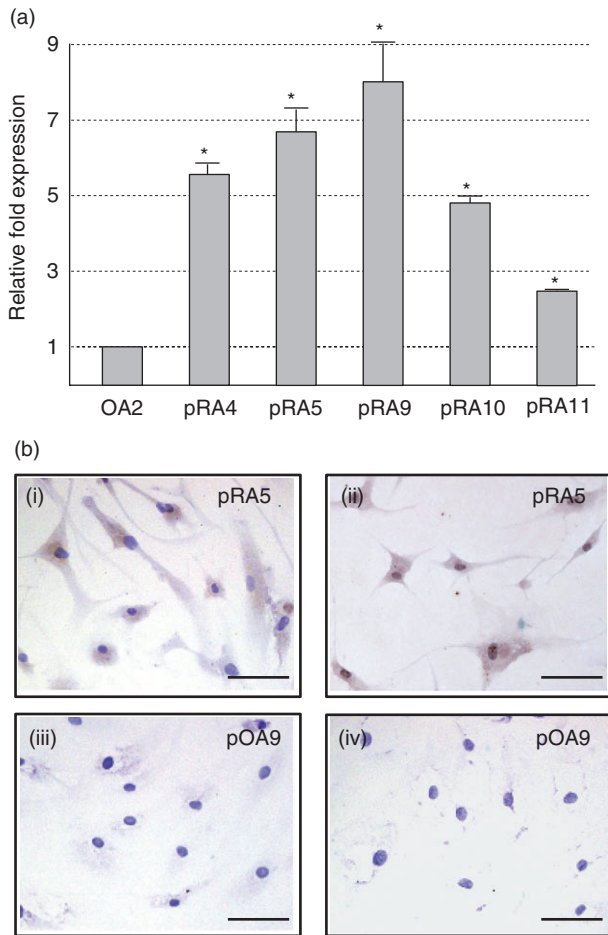 (a)
Relative fold expression
9
7
5
3
1
* * * * *
OA2 pRA4 pRA5 pRA9 pRA10 pRA11
(b)
(i) pRA5
(ii) pRA5
(iii) pOA9
(iv) pOA9